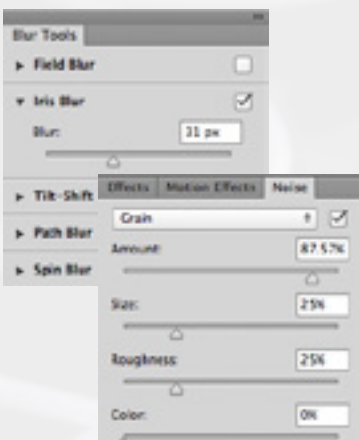 Blur Tools
Field Blur
Iris Blur
Blur: 31 px
Tilt-Shift
Path Blur
Spin Blur
Effects Motion Effects Noise
Grain
Amount: 87.57%
Size: 25%
Roughness: 25%
Color: 0%